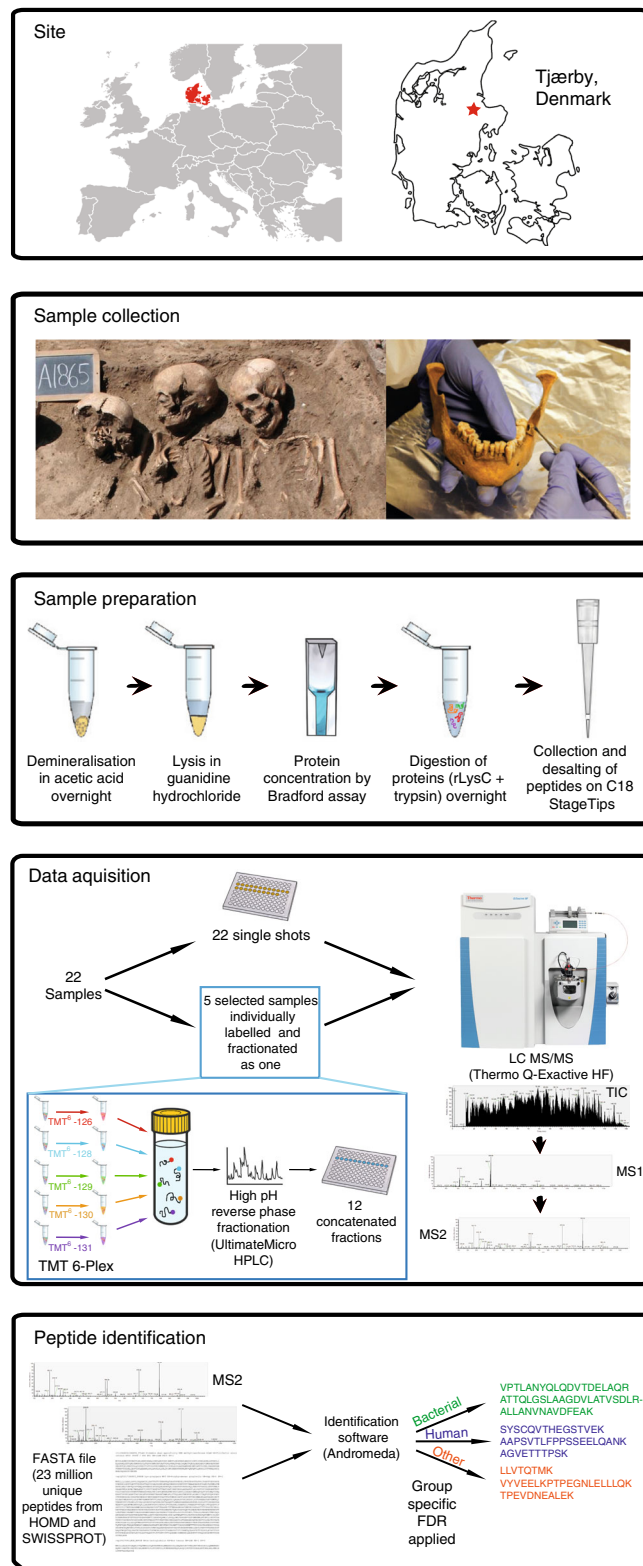 Site
Tjærby,
Denmark
Sample collection
A1865
Sample preparation
Demineralisation
in acetic acid
overnight
Lysis in
guanidine
hydrochloride
Protein
concentration by
Bradford assay
Digestion of
proteins (rLysC +
trypsin) overnight
Collection and
desalting of
peptides on C18
StageTips
Data aquisition
22
Samples
22 single shots
5 selected samples
individually
labelled and
fractionated
as one
Thermo
LC MS/MS
(Thermo Q-Exactive HF)
TIC
MS1
MS2
TMT6 -126
TMT6 -128
TMT6 -129
TMT6 -130
TMT6 -131
TMT 6-Plex
High pH
reverse phase
fractionation
(UltimateMicro
HPLC)
12
concatenated
fractions
Peptide identification
MS2
FASTA file
(23 million
unique
peptides from
HOMD and
SWISSPROT)
Identification
software
(Andromeda)
Bacterial
Human
Other
Group
specific
FDR
applied
VPTLANYQLQDVTDELAQR
ATTQLGSLAAGDVLATVSDLR-
ALLANVNAVDFEAK
SYSCQVTHEGSTVEK
AAPSVTLFPPSSEELQANK
AGVETTTPSK
LLVTQTMK
VYVEELKPTPEGNLELLLQK
TPEVDNEALEK